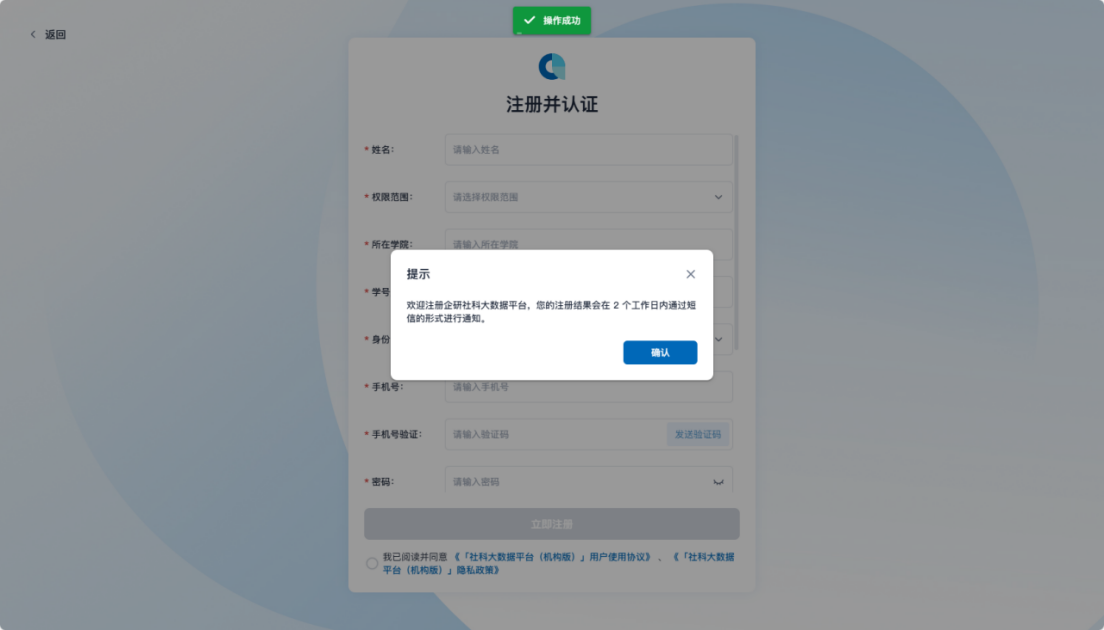 操作成功
返回
注册并认证
* 姓名:
请输入姓名
* 权限范围:
请选择权限范围
* 所在学院:
请输入所在学院
* 学号
提示
欢迎注册企研社科大数据平台，您的注册结果会在 2 个工作日内通过短
信的形式进行通知。
* 身份
确认
* 手机号:
请输入手机号
* 手机号验证:
请输入验证码
发送验证码
* 密码:
请输入密码
立即注册
我已阅读并同意 《「社科大数据平台（机构版）」用户使用协议》 、 《「社科大数据
平台（机构版）」隐私政策》